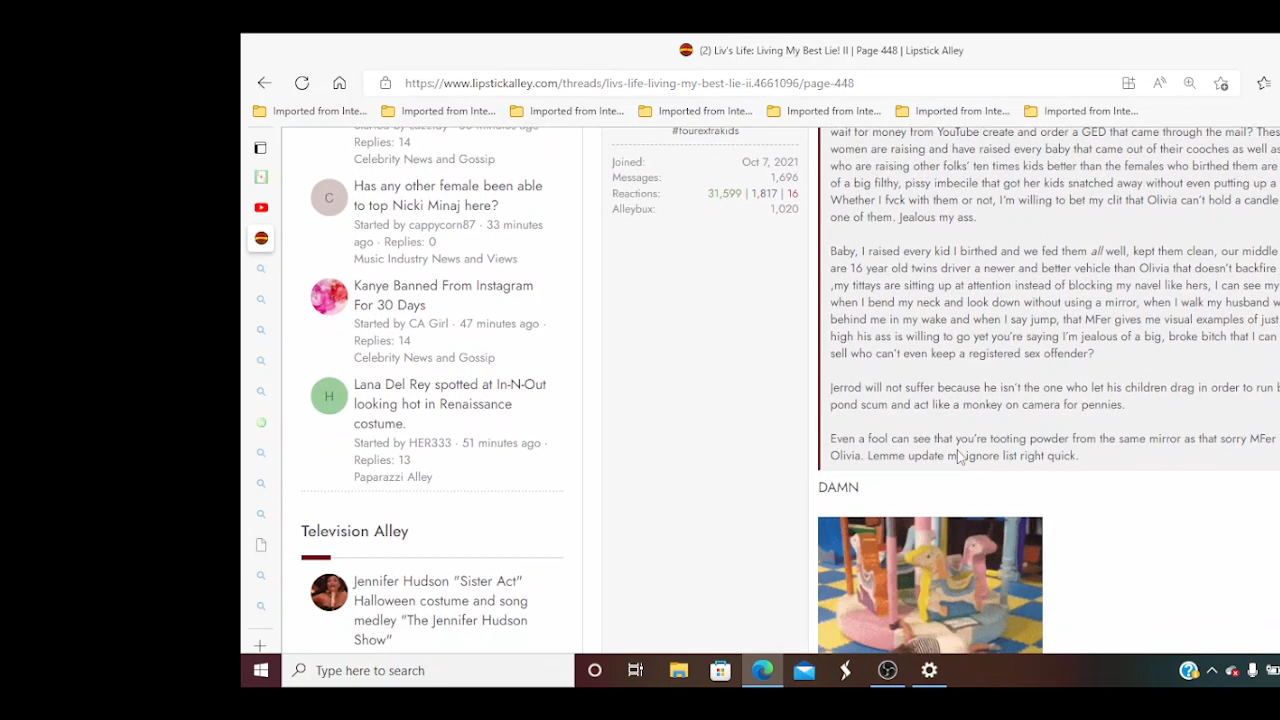 (2) Liv's Life: Living My Best Lie! II | Page 448 | Lipstick Alley
https://www.lipstickalley.com/threads/livs-life-living-my-best-lie-ii.4661096/page-448
Imported from Inte...
Imported from Inte...
Imported from Inte...
Imported from Inte...
Imported from Inte...
Imported from Inte...
Imported from Inte...
Replies: 14
Celebrity News and Gossip
C
Has any other female been able
to top Nicki Minaj here?
Started by cappycorn87 · 33 minutes
ago · Replies: 0
Music Industry News and Views
Kanye Banned From Instagram
For 30 Days
Started by CA Girl · 47 minutes ago ·
Replies: 14
Celebrity News and Gossip
H
Lana Del Rey spotted at In-N-Out
looking hot in Renaissance
costume.
Started by HER333 · 51 minutes ago ·
Replies: 13
Paparazzi Alley
Television Alley
Jennifer Hudson "Sister Act"
Halloween costume and song
medley "The Jennifer Hudson
Show"
#fourextrakids
Joined: Oct 7, 2021
Messages: 1,696
Reactions: 31,599 | 1,817 | 16
Alleybux: 1,020
wait for money from YouTube create and order a GED that came through the mail? These
women are raising and have raised every baby that came out of their cooches as well as
who are raising other folks' ten times kids better than the females who birthed them are
of a big filthy, pissy imbecile that got her kids snatched away without even putting up a
Whether I fvck with them or not, I'm willing to bet my clit that Olivia can't hold a candle
one of them. Jealous my ass.
Baby, I raised every kid I birthed and we fed them all well, kept them clean, our middle
are 16 year old twins driver a newer and better vehicle than Olivia that doesn't backfire
,my tittays are sitting up at attention instead of blocking my navel like hers, I can see my
when I bend my neck and look down without using a mirror, when I walk my husband w
behind me in my wake and when I say jump, that MFer gives me visual examples of just
high his ass is willing to go yet you're saying I'm jealous of a big, broke bitch that I can
sell who can't even keep a registered sex offender?
Jerrod will not suffer because he isn't the one who let his children drag in order to run b
pond scum and act like a monkey on camera for pennies.
Even a fool can see that you're tooting powder from the same mirror as that sorry MFer
Olivia. Lemme update my ignore list right quick.
DAMN
Type here to search